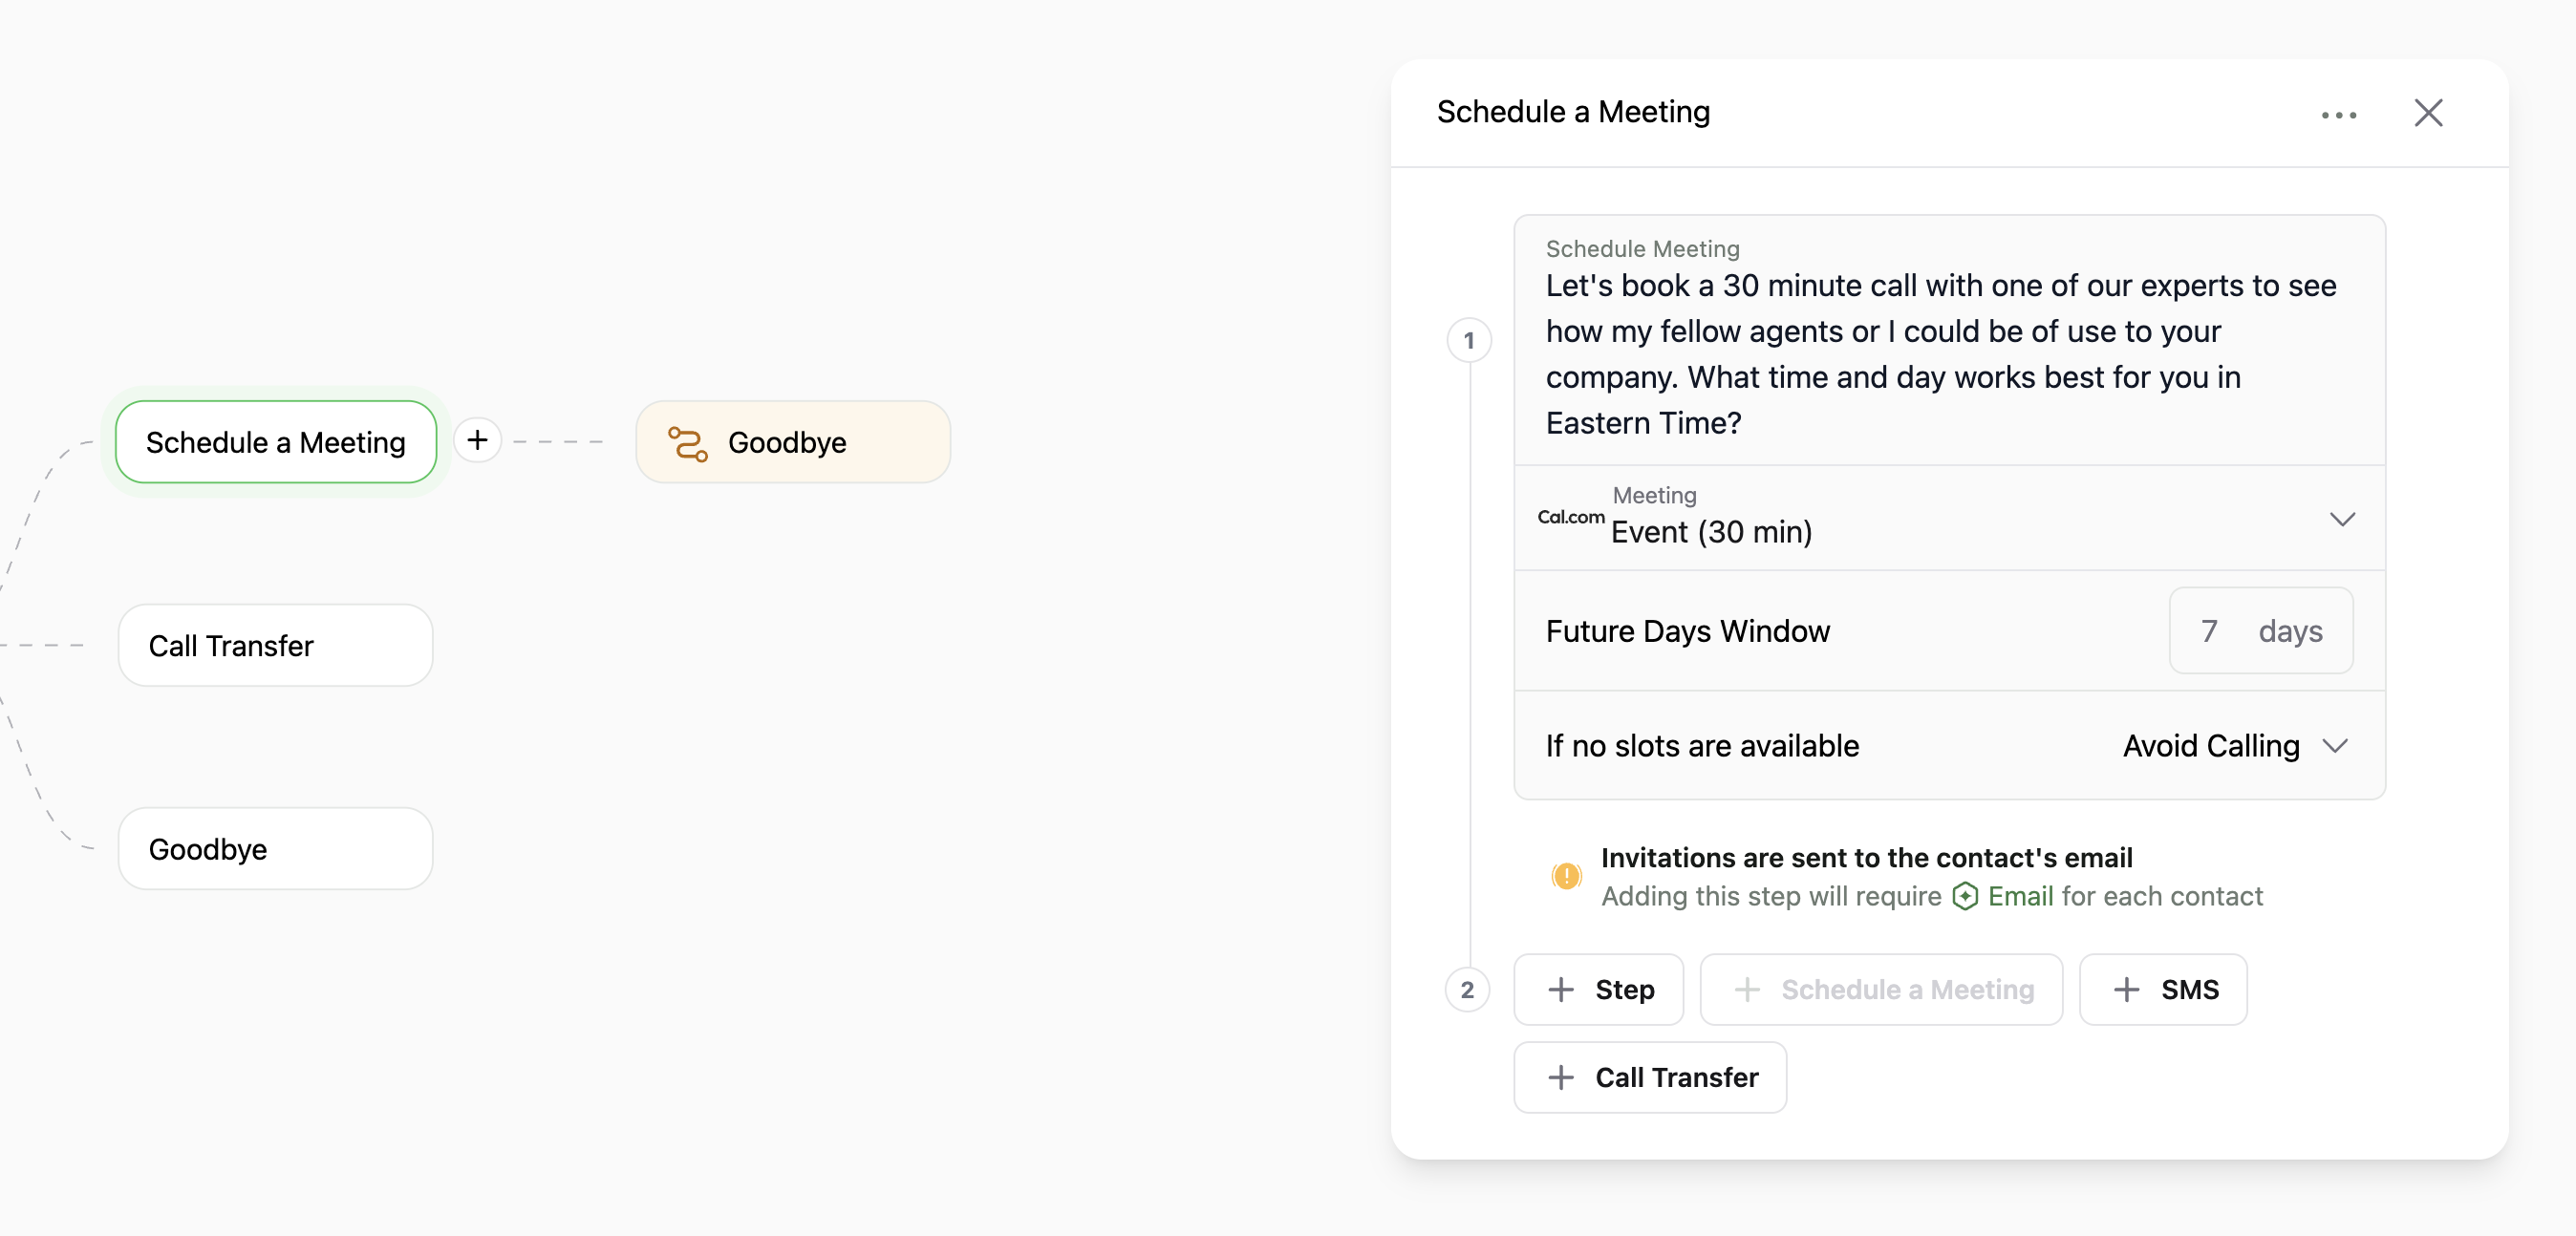 Schedule a Meeting
Goodbye
Call Transfer
Goodbye
Schedule a Meeting
1
Schedule Meeting
Let's book a 30 minute call with one of our experts to see
how my fellow agents or I could be of use to your
company. What time and day works best for you in
Eastern Time?
Cal.com
Meeting
Event (30 min)
Future Days Window
7 days
If no slots are available
Avoid Calling
Invitations are sent to the contact's email
Adding this step will require Email for each contact
2
Step
Schedule a Meeting
SMS
Call Transfer